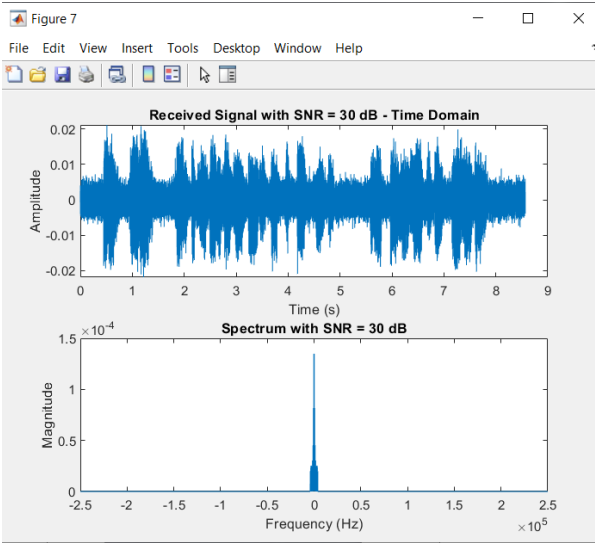 Figure 7
File Edit View Insert Tools Desktop Window Help
Received Signal with SNR = 30 dB - Time Domain
0.02
0.01
0
-0.01
-0.02
Amplitude
0 1 2 3 4 5 6 7 8 9
Time (s)
Spectrum with SNR = 30 dB
×10-4
1.5
1
0.5
0
Magnitude
-2.5 -2 -1.5 -1 -0.5 0 0.5 1 1.5 2 2.5
Frequency (Hz)
×10 5